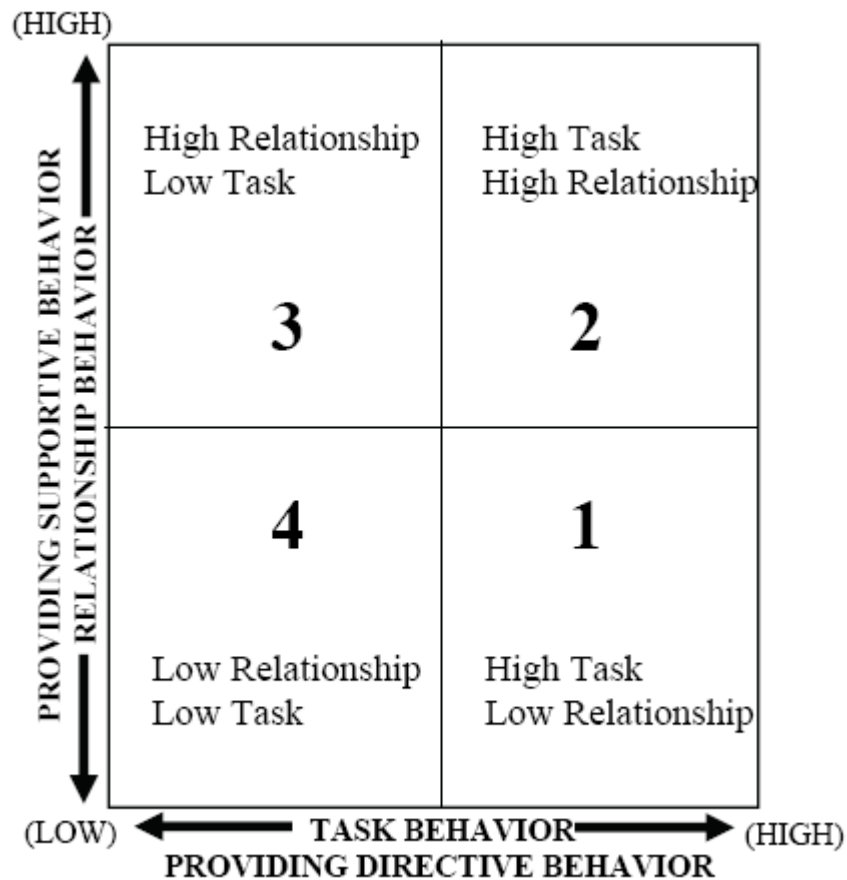 (HIGH)
PROVIDING SUPPORTIVE BEHAVIOR
RELATIONSHIP BEHAVIOR
High Relationship
Low Task
3
High Task
High Relationship
2
4
Low Relationship
Low Task
1
High Task
Low Relationship
(LOW)
TASK BEHAVIOR
(HIGH)
PROVIDING DIRECTIVE BEHAVIOR